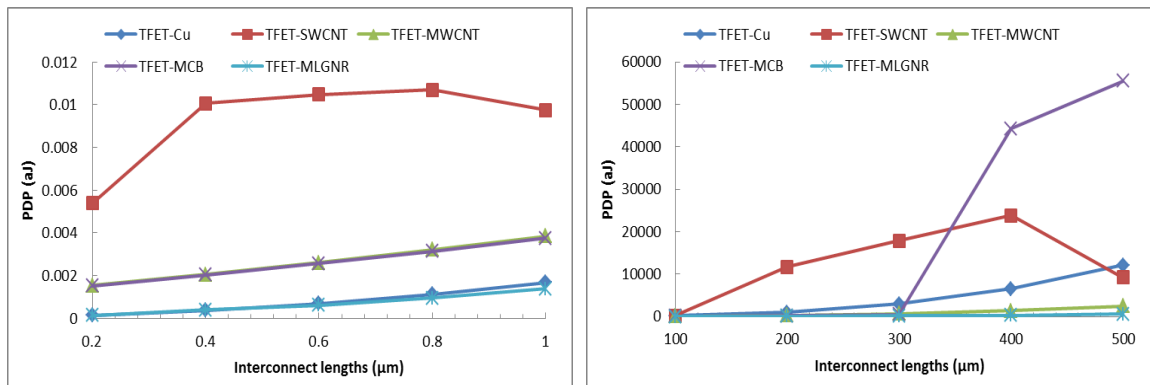 TFET-Cu TFET-SWCNT TFET-MWCNT
TFET-MCB TFET-MLGNR
0.012
0.01
0.008
0.006
0.004
0.002
0
PDP (aJ)
0.2 0.4 0.6 0.8 1
Interconnect lengths (μm)
TFET-Cu TFET-SWCNT TFET-MWCNT
TFET-MCB TFET-MLGNR
60000
50000
40000
30000
20000
10000
0
PDP (aJ)
100 200 300 400 500
Interconnect lengths (μm)